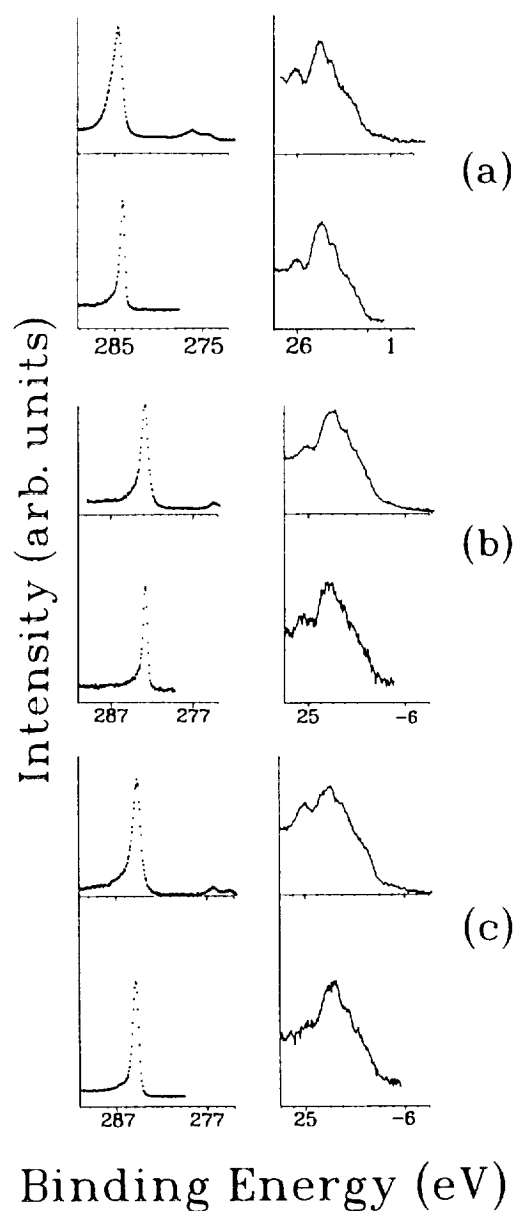 (a)
285 275 26 1
Intensity (arb. units)
(b)
287 277 25 -6
(c)
287 277 25 -6
Binding Energy (eV)